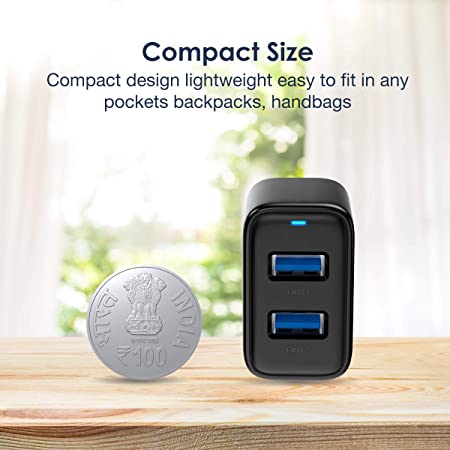 Compact Size
Compact design lightweight easy to fit in any
pockets backpacks, handbags
भारत INDIA
₹100